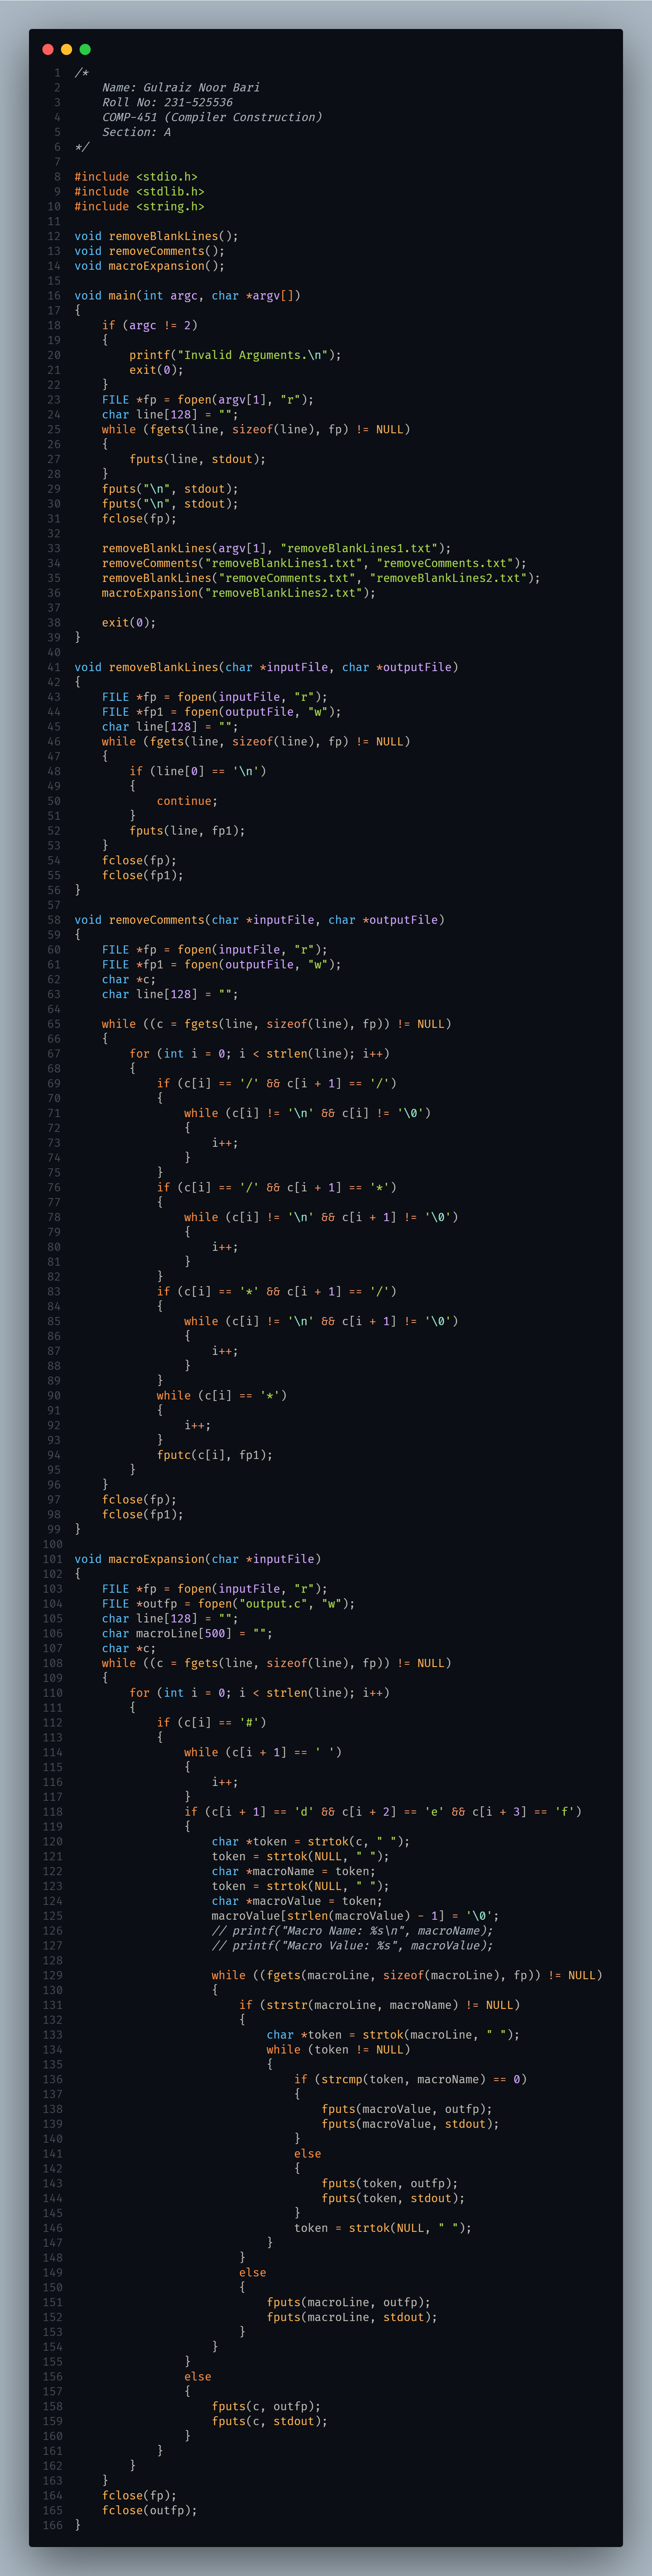 1 /*
2     Name: Gulraiz Noor Bari
3     Roll No: 231-525536
4     COMP-451 (Compiler Construction)
5     Section: A
6 */
7
8 #include <stdio.h>
9 #include <stdlib.h>
10 #include <string.h>
11
12 void removeBlankLines();
13 void removeComments();
14 void macroExpansion();
15
16 void main(int argc, char *argv[])
17 {
18     if (argc != 2)
19     {
20         printf("Invalid Arguments.\n");
21         exit(0);
22     }
23     FILE *fp = fopen(argv[1], "r");
24     char line[128] = "";
25     while (fgets(line, sizeof(line), fp) != NULL)
26     {
27         fputs(line, stdout);
28     }
29     fputs("\n", stdout);
30     fputs("\n", stdout);
31     fclose(fp);
32
33     removeBlankLines(argv[1], "removeBlankLines1.txt");
34     removeComments("removeBlankLines1.txt", "removeComments.txt");
35     removeBlankLines("removeComments.txt", "removeBlankLines2.txt");
36     macroExpansion("removeBlankLines2.txt");
37
38     exit(0);
39 }
40
41 void removeBlankLines(char *inputFile, char *outputFile)
42 {
43     FILE *fp = fopen(inputFile, "r");
44     FILE *fp1 = fopen(outputFile, "w");
45     char line[128] = "";
46     while (fgets(line, sizeof(line), fp) != NULL)
47     {
48         if (line[0] == '\n')
49         {
50             continue;
51         }
52         fputs(line, fp1);
53     }
54     fclose(fp);
55     fclose(fp1);
56 }
57
58 void removeComments(char *inputFile, char *outputFile)
59 {
60     FILE *fp = fopen(inputFile, "r");
61     FILE *fp1 = fopen(outputFile, "w");
62     char *c;
63     char line[128] = "";
64
65     while ((c = fgets(line, sizeof(line), fp)) != NULL)
66     {
67         for (int i = 0; i < strlen(line); i++)
68         {
69             if (c[i] == '/' && c[i + 1] == '/')
70             {
71                 while (c[i] != '\n' && c[i] != '\0')
72                 {
73                     i++;
74                 }
75             }
76             if (c[i] == '/' && c[i + 1] == '*')
77             {
78                 while (c[i] != '\n' && c[i + 1] != '\0')
79                 {
80                     i++;
81                 }
82             }
83             if (c[i] == '*' && c[i + 1] == '/')
84             {
85                 while (c[i] != '\n' && c[i + 1] != '\0')
86                 {
87                     i++;
88                 }
89             }
90             while (c[i] == '*')
91             {
92                 i++;
93             }
94             fputc(c[i], fp1);
95         }
96     }
97     fclose(fp);
98     fclose(fp1);
99 }
100
101 void macroExpansion(char *inputFile)
102 {
103     FILE *fp = fopen(inputFile, "r");
104     FILE *outfp = fopen("output.c", "w");
105     char line[128] = "";
106     char macroLine[500] = "";
107     char *c;
108     while ((c = fgets(line, sizeof(line), fp)) != NULL)
109     {
110         for (int i = 0; i < strlen(line); i++)
111         {
112             if (c[i] == '#')
113             {
114                 while (c[i + 1] == ' ')
115                 {
116                     i++;
117                 }
118                 if (c[i + 1] == 'd' && c[i + 2] == 'e' && c[i + 3] == 'f')
119                 {
120                     char *token = strtok(c, " ");
121                     token = strtok(NULL, " ");
122                     char *macroName = token;
123                     token = strtok(NULL, " ");
124                     char *macroValue = token;
125                     macroValue[strlen(macroValue) - 1] = '\0';
126                     // printf("Macro Name: %s\n", macroName);
127                     // printf("Macro Value: %s", macroValue);
128
129                     while ((fgets(macroLine, sizeof(macroLine), fp)) != NULL)
130                     {
131                         if (strstr(macroLine, macroName) != NULL)
132                         {
133                             char *token = strtok(macroLine, " ");
134                             while (token != NULL)
135                             {
136                                 if (strcmp(token, macroName) == 0)
137                                 {
138                                     fputs(macroValue, outfp);
139                                     fputs(macroValue, stdout);
140                                 }
141                                 else
142                                 {
143                                     fputs(token, outfp);
144                                     fputs(token, stdout);
145                                 }
146                                 token = strtok(NULL, " ");
147                             }
148                         }
149                         else
150                         {
151                             fputs(macroLine, outfp);
152                             fputs(macroLine, stdout);
153                         }
154                     }
155                 }
156                 else
157                 {
158                     fputs(c, outfp);
159                     fputs(c, stdout);
160                 }
161             }
162         }
163     }
164     fclose(fp);
165     fclose(outfp);
166 }